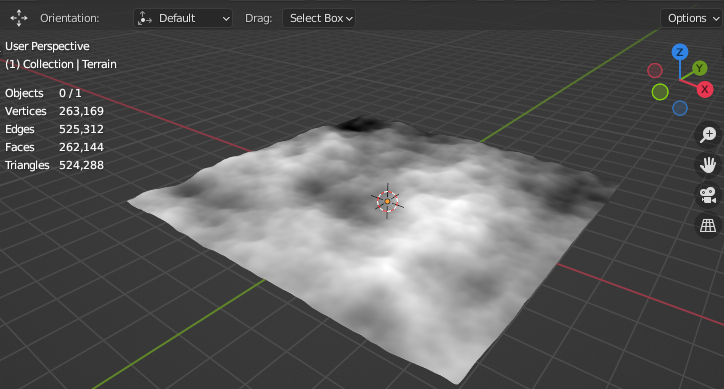 Orientation: Default Drag: Select Box Options
User Perspective
(1) Collection | Terrain
Objects 0 / 1
Vertices 263,169
Edges 525,312
Faces 262,144
Triangles 524,288
Z
Y
X